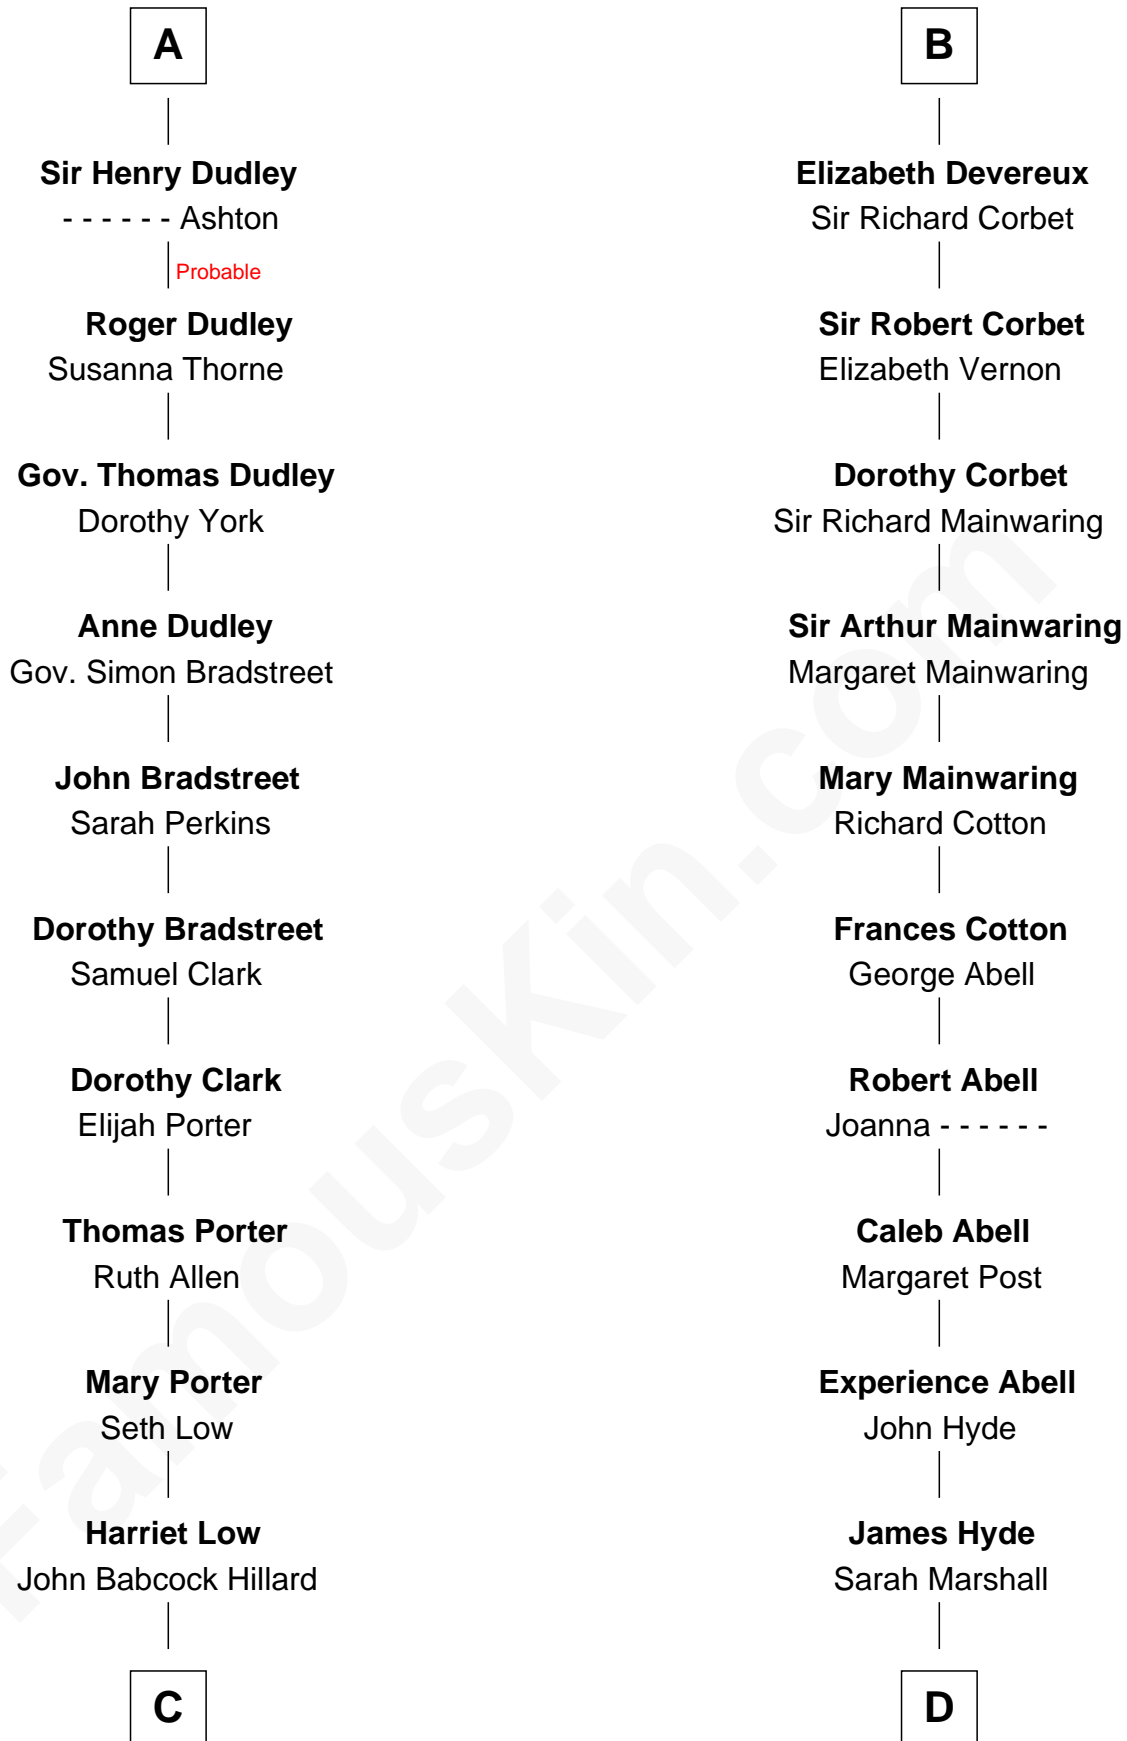 A
Sir Henry Dudley
- - - - - - Ashton
Probable
Roger Dudley
Susanna Thorne
Gov. Thomas Dudley
Dorothy York
Anne Dudley
Gov. Simon Bradstreet
John Bradstreet
Sarah Perkins
Dorothy Bradstreet
Samuel Clark
Dorothy Clark
Elijah Porter
Thomas Porter
Ruth Allen
Mary Porter
Seth Low
Harriet Low
John Babcock Hillard
C
B
Elizabeth Devereux
Sir Richard Corbet
Sir Robert Corbet
Elizabeth Vernon
Dorothy Corbet
Sir Richard Mainwaring
Sir Arthur Mainwaring
Margaret Mainwaring
Mary Mainwaring
Richard Cotton
Frances Cotton
George Abell
Robert Abell
Joanna - - - - - -
Caleb Abell
Margaret Post
Experience Abell
John Hyde
James Hyde
Sarah Marshall
D
FamousKin.com